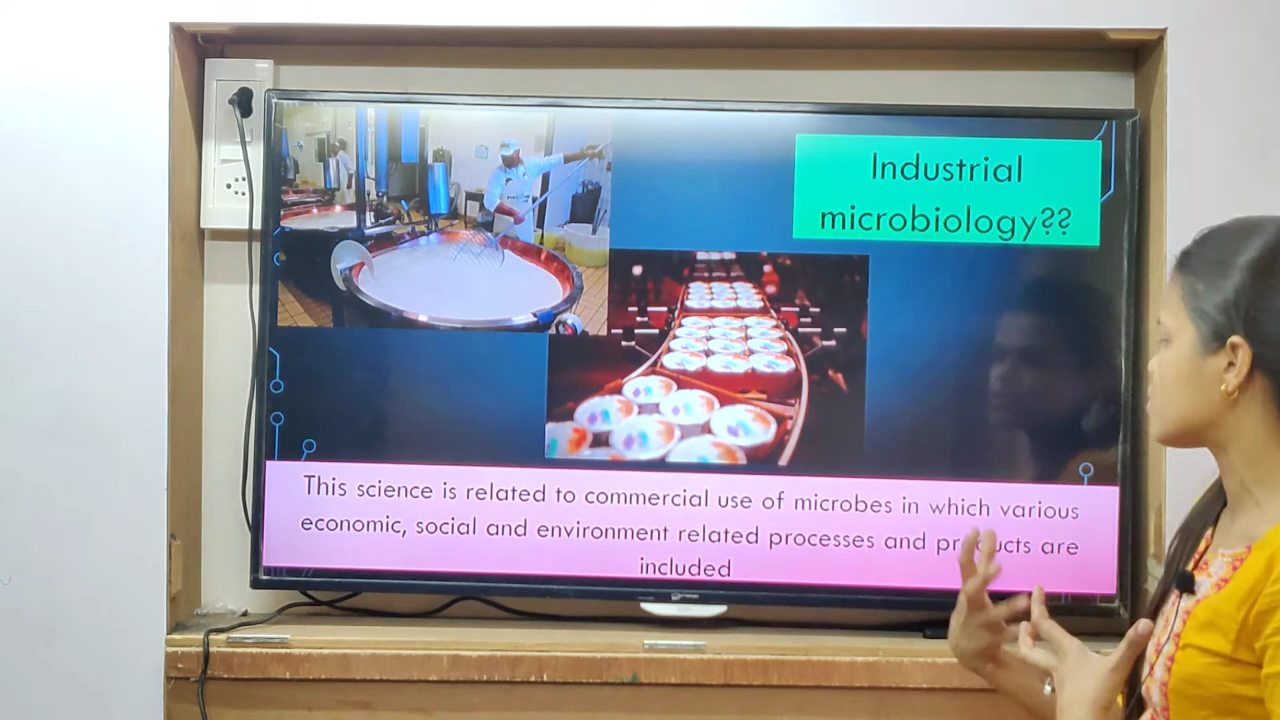 Industrial
microbiology??
This science is related to commercial use of microbes in which various
economic, social and environment related processes and products are
included